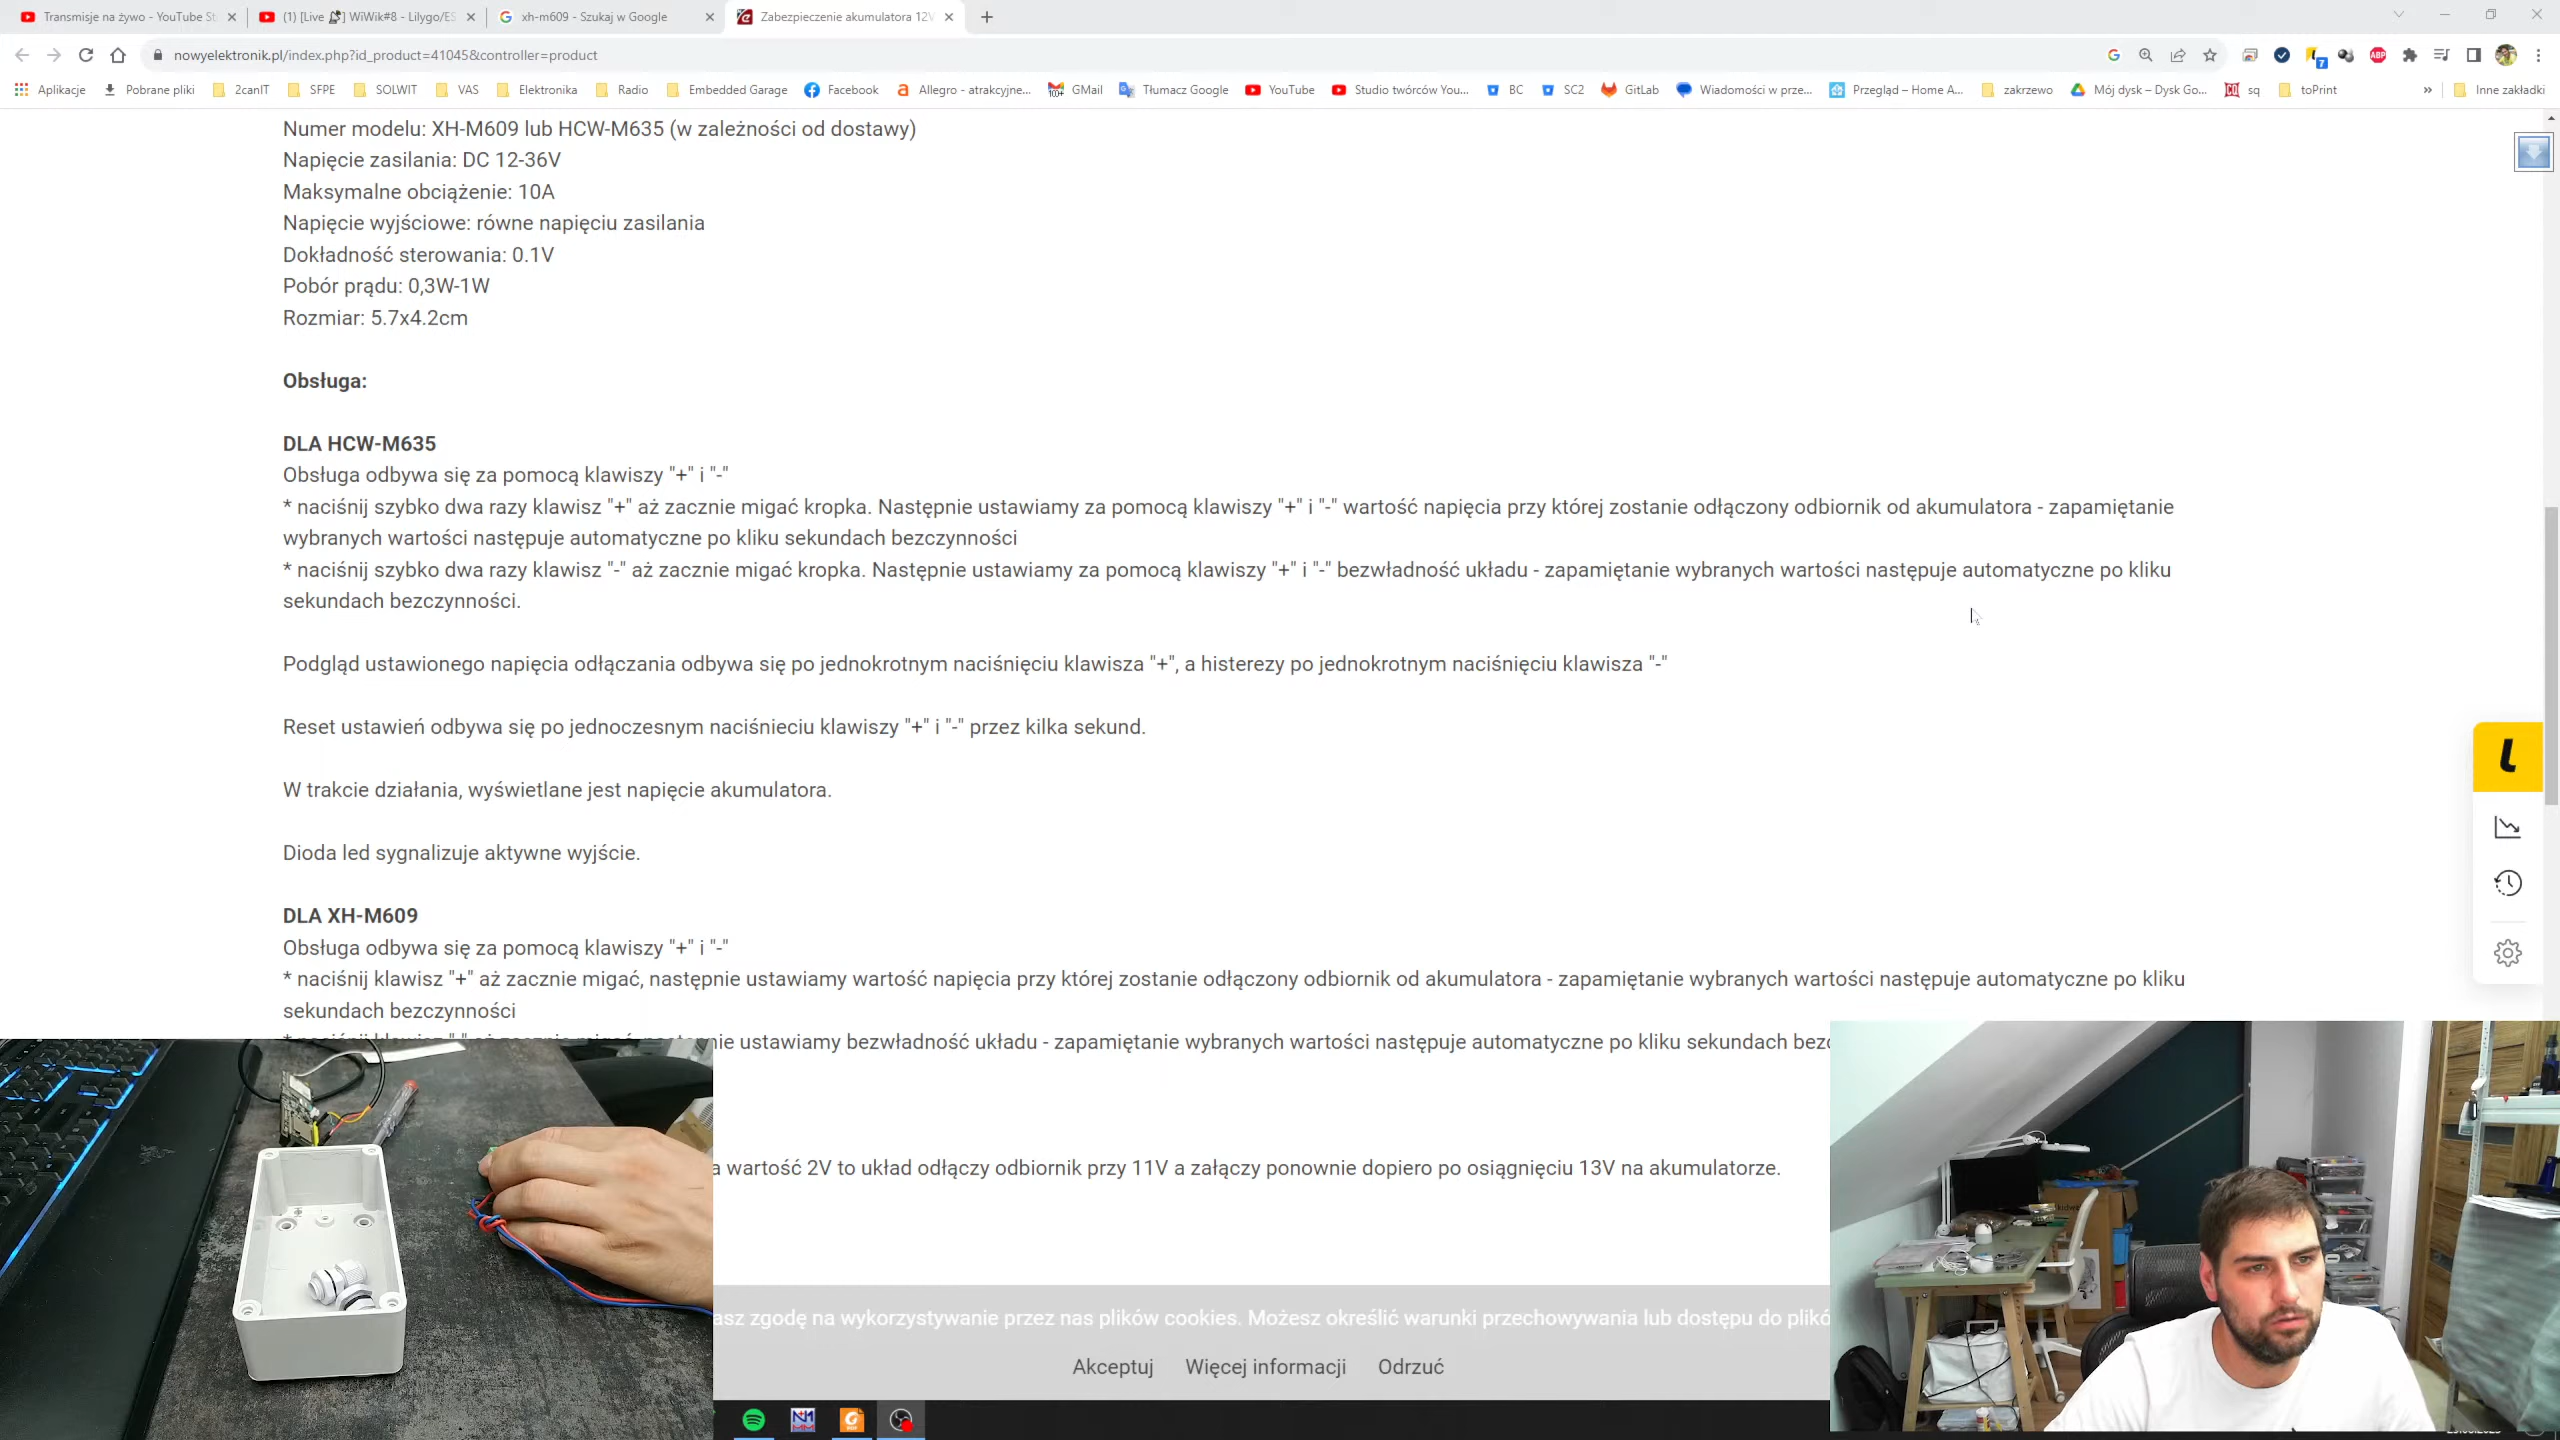 Transmisje na żywo - YouTube St
(1) [Live] WiWik#8 - Lilygo/ES
xh-m609 - Szukaj w Google
Zabezpieczenie akumulatora 12V
nowyelektronik.pl/index.php?id_product=41045&controller=product
Aplikacje Pobrane pliki 2canIT SFPE SOLWIT VAS Elektronika Radio Embedded Garage Facebook Allegro - atrakcyjne... GMail Tłumacz Google YouTube Studio twórców You... BC SC2 GitLab Wiadomości w prze... Przegląd – Home A... zakrzewo Mój dysk – Dysk Go... sq toPrint » Inne zakładki
Numer modelu: XH-M609 lub HCW-M635 (w zależności od dostawy)
Napięcie zasilania: DC 12-36V
Maksymalne obciążenie: 10A
Napięcie wyjściowe: równe napięciu zasilania
Dokładność sterowania: 0.1V
Pobór prądu: 0,3W-1W
Rozmiar: 5.7x4.2cm
Obsługa:
DLA HCW-M635
Obsługa odbywa się za pomocą klawiszy "+" i "-"
* naciśnij szybko dwa razy klawisz "+" aż zacznie migać kropka. Następnie ustawiamy za pomocą klawiszy "+" i "-" wartość napięcia przy której zostanie odłączony odbiornik od akumulatora - zapamiętanie
wybranych wartości następuje automatyczne po kliku sekundach bezczynności
* naciśnij szybko dwa razy klawisz "-" aż zacznie migać kropka. Następnie ustawiamy za pomocą klawiszy "+" i "-" bezwładność układu - zapamiętanie wybranych wartości następuje automatyczne po kliku
sekundach bezczynności.
Podgląd ustawionego napięcia odłączania odbywa się po jednokrotnym naciśnięciu klawisza "+", a histerezy po jednokrotnym naciśnięciu klawisza "-"
Reset ustawień odbywa się po jednoczesnym naciśnieciu klawiszy "+" i "-" przez kilka sekund.
W trakcie działania, wyświetlane jest napięcie akumulatora.
Dioda led sygnalizuje aktywne wyjście.
DLA XH-M609
Obsługa odbywa się za pomocą klawiszy "+" i "-"
* naciśnij klawisz "+" aż zacznie migać, następnie ustawiamy wartość napięcia przy której zostanie odłączony odbiornik od akumulatora - zapamiętanie wybranych wartości następuje automatyczne po kliku
sekundach bezczynności
ustawiamy bezwładność układu - zapamiętanie wybranych wartości następuje automatyczne po kliku sekundach
a wartość 2V to układ odłączy odbiornik przy 11V a załączy ponownie dopiero po osiągnięciu 13V na akumulatorze.
asz zgodę na wykorzystywanie przez nas plików cookies. Możesz określić warunki przechowywania lub dostępu do plikó
Akceptuj Więcej informacji Odrzuć